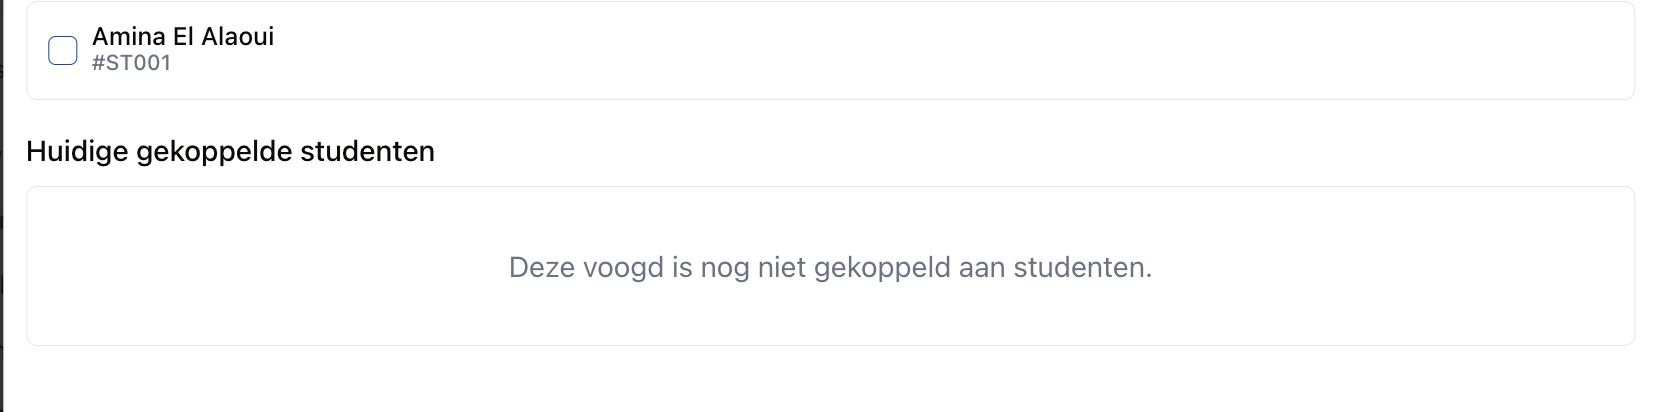 Amina El Alaoui
#ST001
Huidige gekoppelde studenten
Deze voogd is nog niet gekoppeld aan studenten.